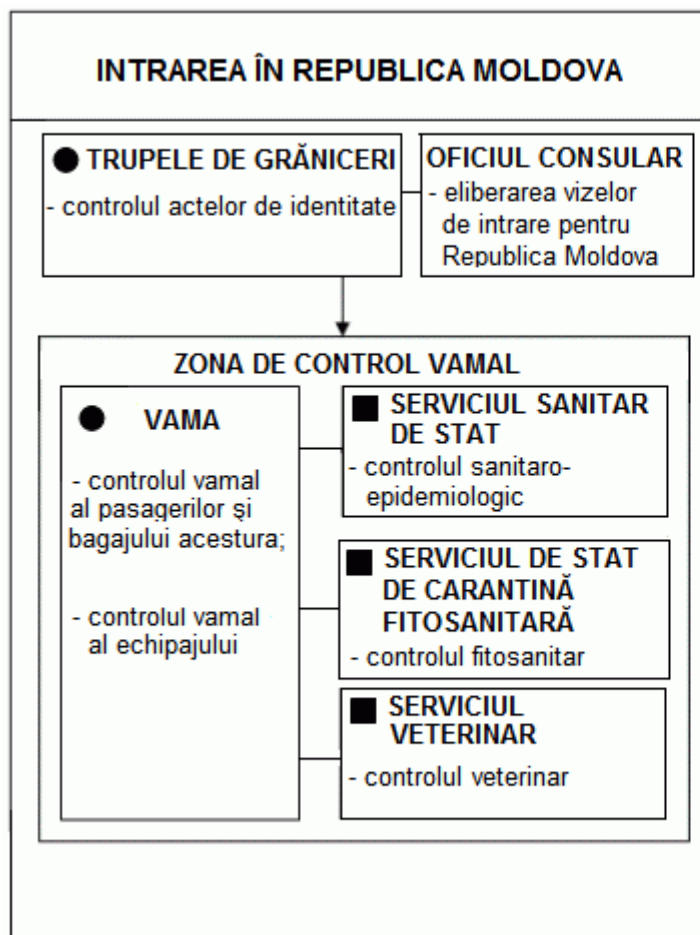 INTRAREA ÎN REPUBLICA MOLDOVA
TRUPELE DE GRĂNICERI
- controlul actelor de identitate
OFICIUL CONSULAR
- eliberarea vizelor
de intrare pentru
Republica Moldova
ZONA DE CONTROL VAMAL
VAMA
- controlul vamal
al pasagerilor și
bagajului acestura;
- controlul vamal
al echipajului
SERVICIUL SANITAR
DE STAT
- controlul sanitaro-
epidemiologic
SERVICIUL DE STAT
DE CARANTINĂ
FITOSANITARĂ
- controlul fitosanitar
SERVICIUL
VETERINAR
- controlul veterinar